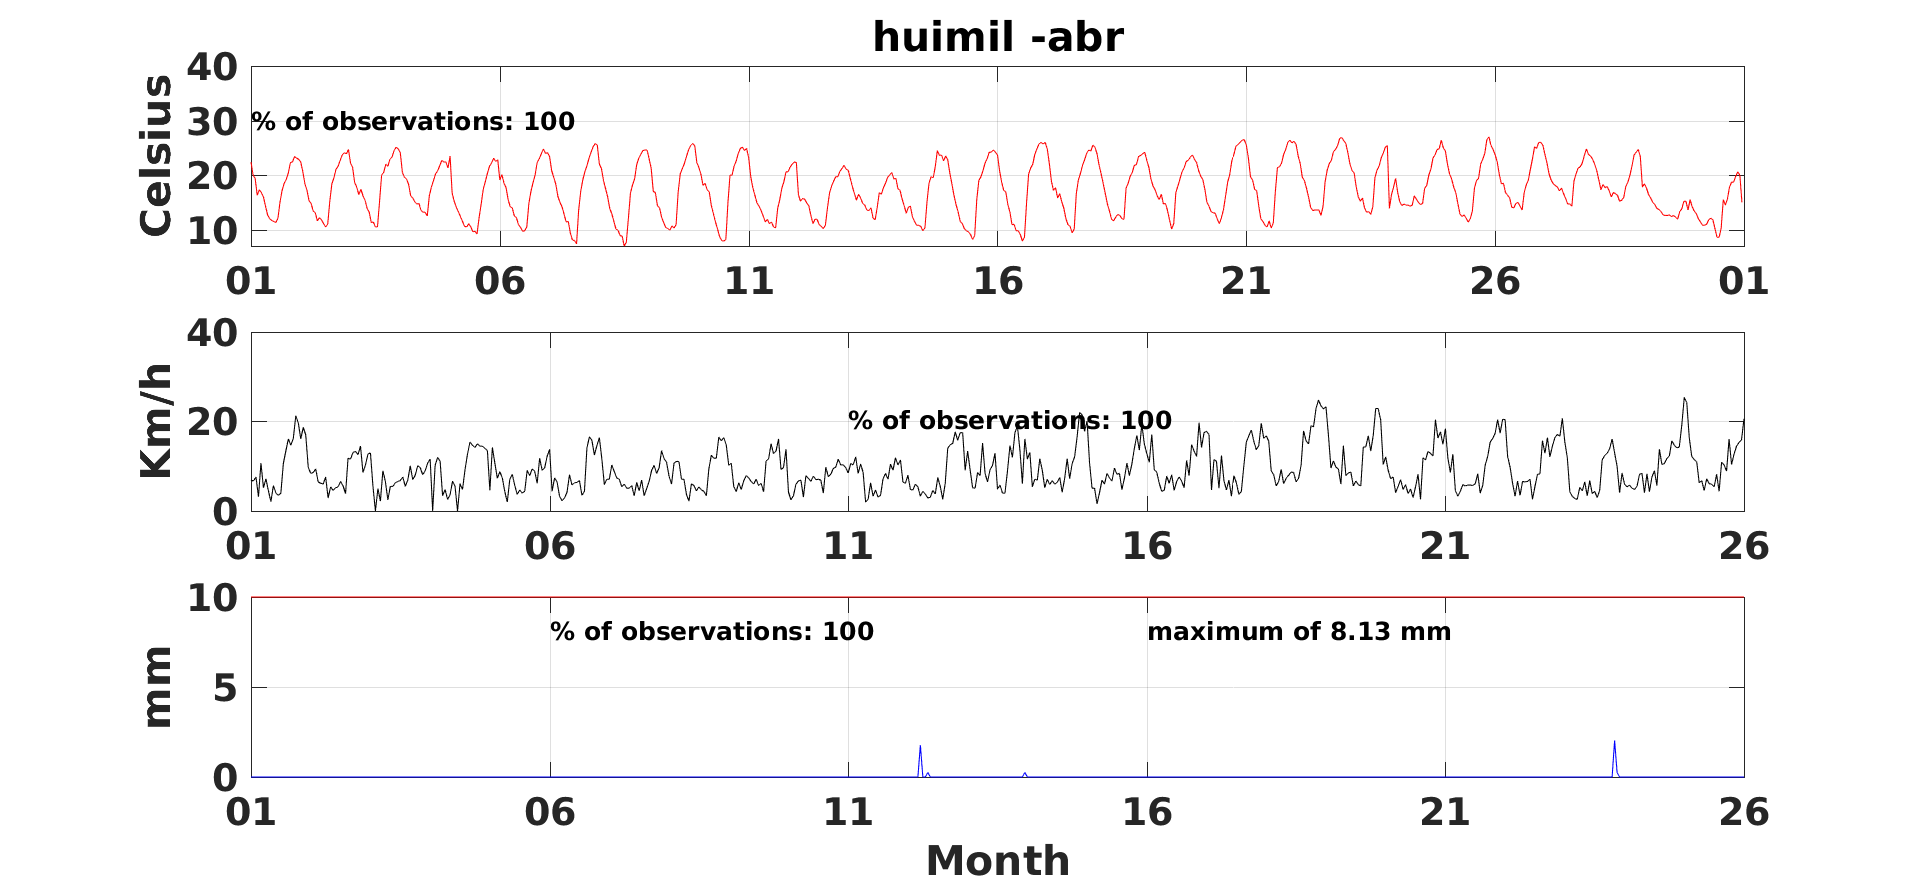 huimil -abr
Celsius
40
30
20
10
% of observations: 100
01 06 11 16 21 26 01
Km/h
40
20
0
% of observations: 100
01 06 11 16 21 26
mm
10
5
0
% of observations: 100 maximum of 8.13 mm
01 06 11 16 21 26
Month